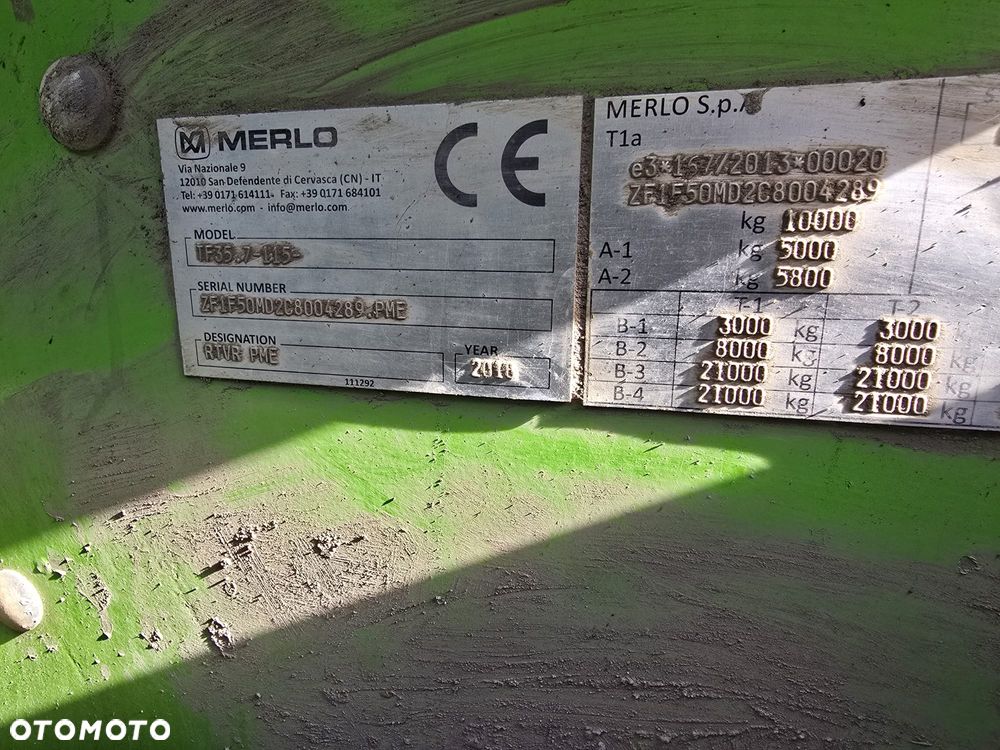 MERLO
Via Nazionale 9
12010 San Defendente di Cervasca (CN) - IT
Tel: +39 0171 614111 - Fax: +39 0171 684101
www.merlo.com - info@merlo.com
CE
MODEL
TF35.7-115-
SERIAL NUMBER
ZF1F50MD2C8004289.PME
DESIGNATION
RTVR PME
YEAR
2018
111292
MERLO S.p.A
T1a
e3*167/2013*00020
ZF1F50MD2C8004289
kg 10000
A-1 kg 5000
A-2 kg 5800
T-1 T-2
B-1 3000 kg 3000
B-2 8000 kg 8000 kg
B-3 21000 kg 21000 kg
B-4 21000 kg 21000 kg
OTOMOTO